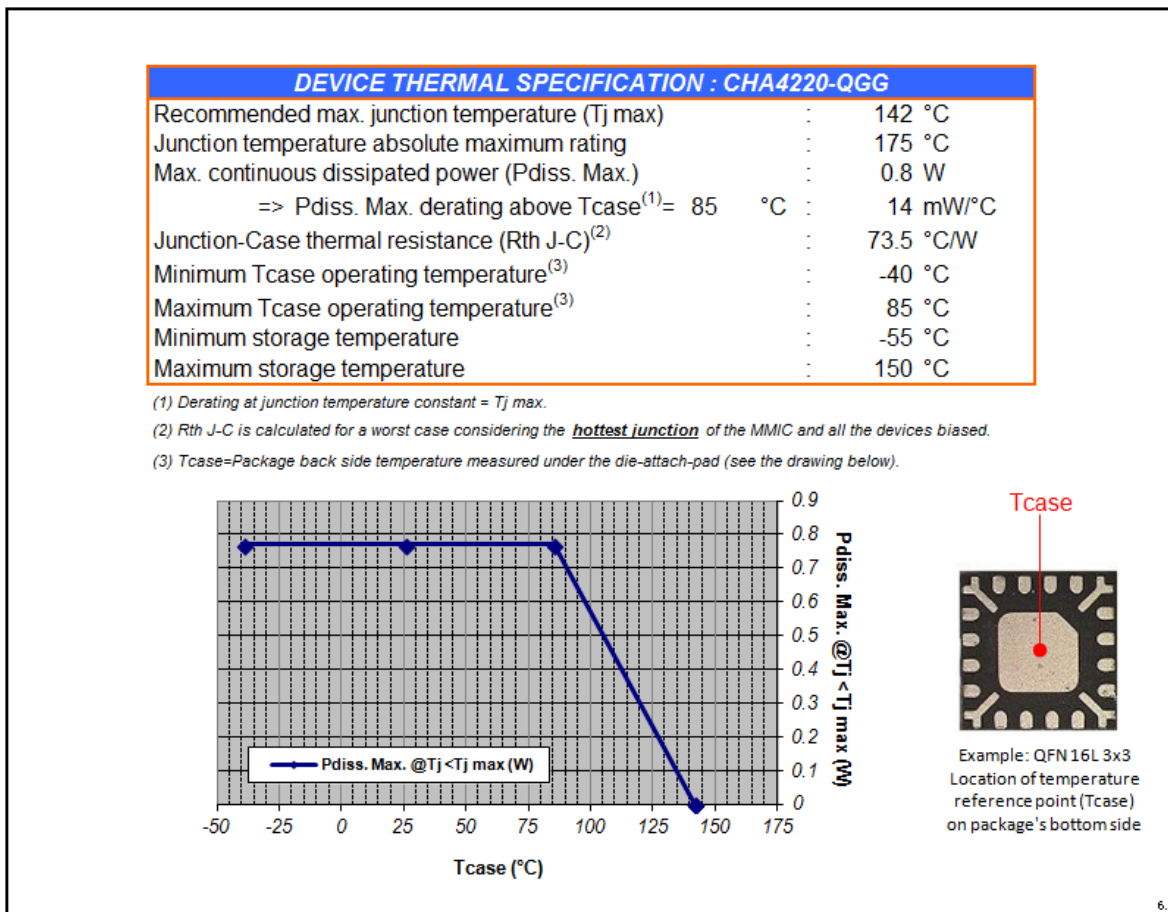 DEVICE THERMAL SPECIFICATION : CHA4220-QGG
Recommended max. junction temperature (Tj max) : 142 °C
Junction temperature absolute maximum rating : 175 °C
Max. continuous dissipated power (Pdiss. Max.) : 0.8 W
=> Pdiss. Max. derating above Tcase(1)= 85 °C : 14 mW/°C
Junction-Case thermal resistance (Rth J-C)(2) : 73.5 °C/W
Minimum Tcase operating temperature(3) : -40 °C
Maximum Tcase operating temperature(3) : 85 °C
Minimum storage temperature : -55 °C
Maximum storage temperature : 150 °C
(1) Derating at junction temperature constant = Tj max.
(2) Rth J-C is calculated for a worst case considering the hottest junction of the MMIC and all the devices biased.
(3) Tcase=Package back side temperature measured under the die-attach-pad (see the drawing below).
0.9
0.8
0.7
0.6
0.5
0.4
0.3
0.2
0.1
0
Pdiss. Max. @Tj <Tj max (W)
Pdiss. Max. @Tj <Tj max (W)
-50 -25 0 25 50 75 100 125 150 175
Tcase (°C)
Tcase
Example: QFN 16L 3x3
Location of temperature
reference point (Tcase)
on package's bottom side
6.